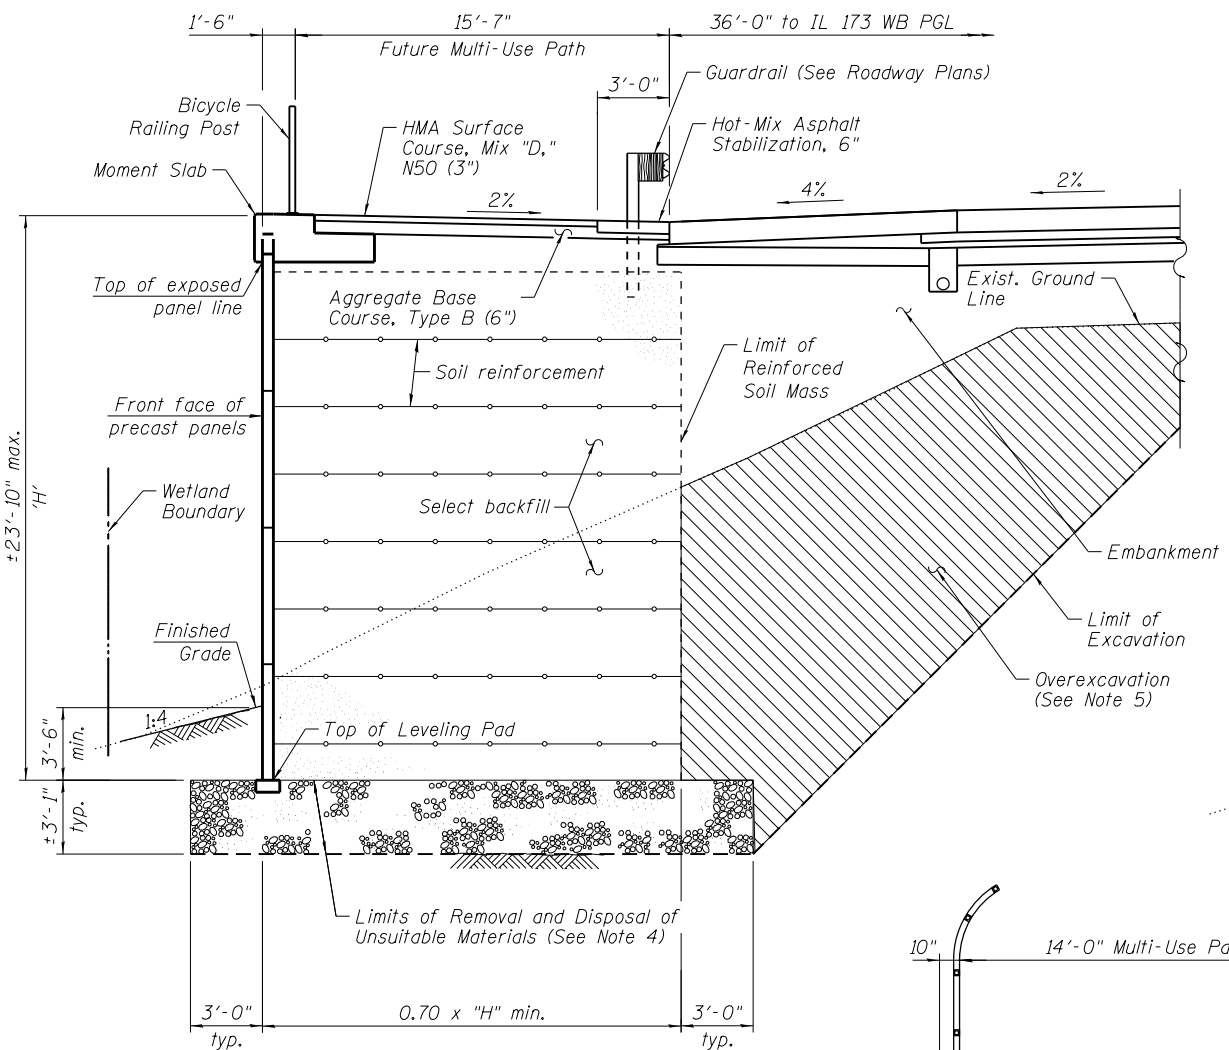 1'-6"
15'-7"
36'-0" to IL 173 WB PGL
Future Multi-Use Path
3'-0"
Guardrail (See Roadway Plans)
Bicycle
Railing Post
HMA Surface
Course, Mix "D,"
N50 (3")
Hot-Mix Asphalt
Stabilization, 6"
Moment Slab
2%
4%
2%
Top of exposed
panel line
Aggregate Base
Course, Type B (6")
Exist. Ground
Line
Limit of
Reinforced
Soil Mass
Soil reinforcement
Front face of
precast panels
±23'-10" max.
'H'
Wetland
Boundary
Select backfill
Embankment
Finished
Grade
Limit of
Excavation
Overexcavation
(See Note 5)
1:4
3'-6"
min.
Top of Leveling Pad
±3'-1"
typ.
Limits of Removal and Disposal of
Unsuitable Materials (See Note 4)
10"
14'-0" Multi-Use Pa
3'-0"
typ.
0.70 x "H" min.
3'-0"
typ.